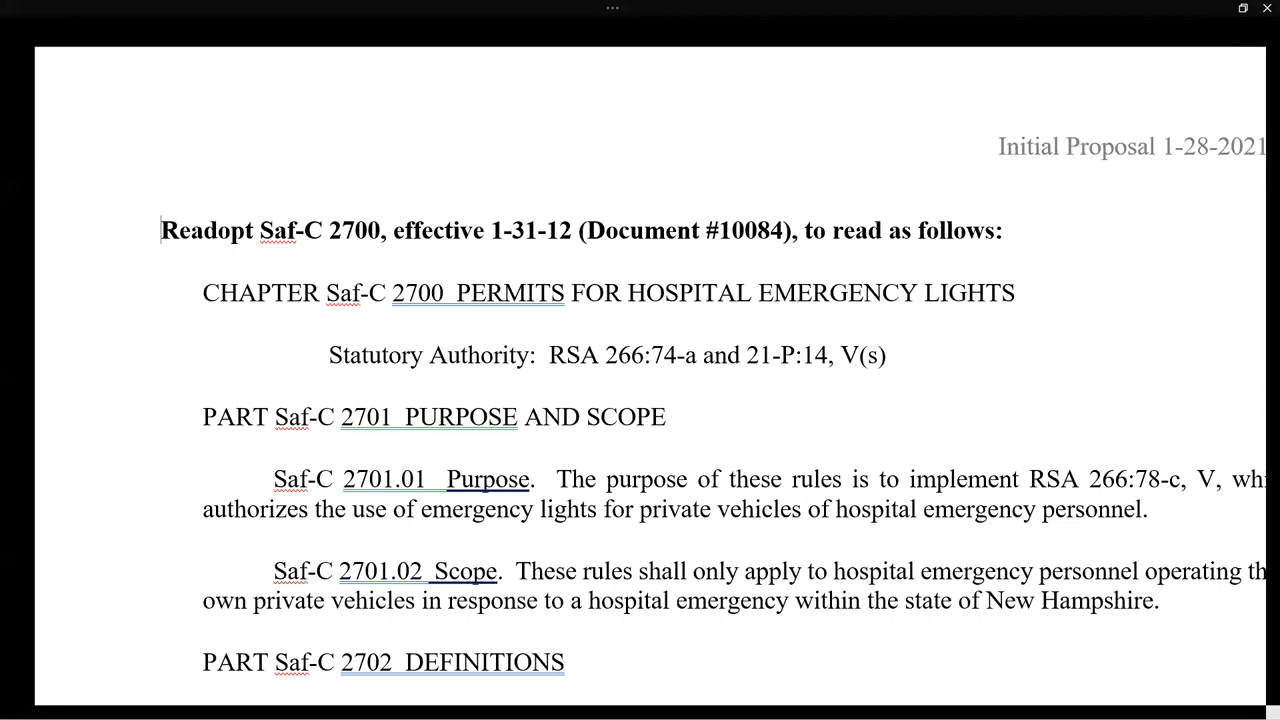 Initial Proposal 1-28-2021
Readopt Saf-C 2700, effective 1-31-12 (Document #10084), to read as follows:
CHAPTER Saf-C 2700 PERMITS FOR HOSPITAL EMERGENCY LIGHTS
Statutory Authority: RSA 266:74-a and 21-P:14, V(s)
PART Saf-C 2701 PURPOSE AND SCOPE
Saf-C 2701.01 Purpose. The purpose of these rules is to implement RSA 266:78-c, V,
authorizes the use of emergency lights for private vehicles of hospital emergency personnel.
Saf-C 2701.02 Scope. These rules shall only apply to hospital emergency personnel operating
own private vehicles in response to a hospital emergency within the state of New Hampshire.
PART Saf-C 2702 DEFINITIONS